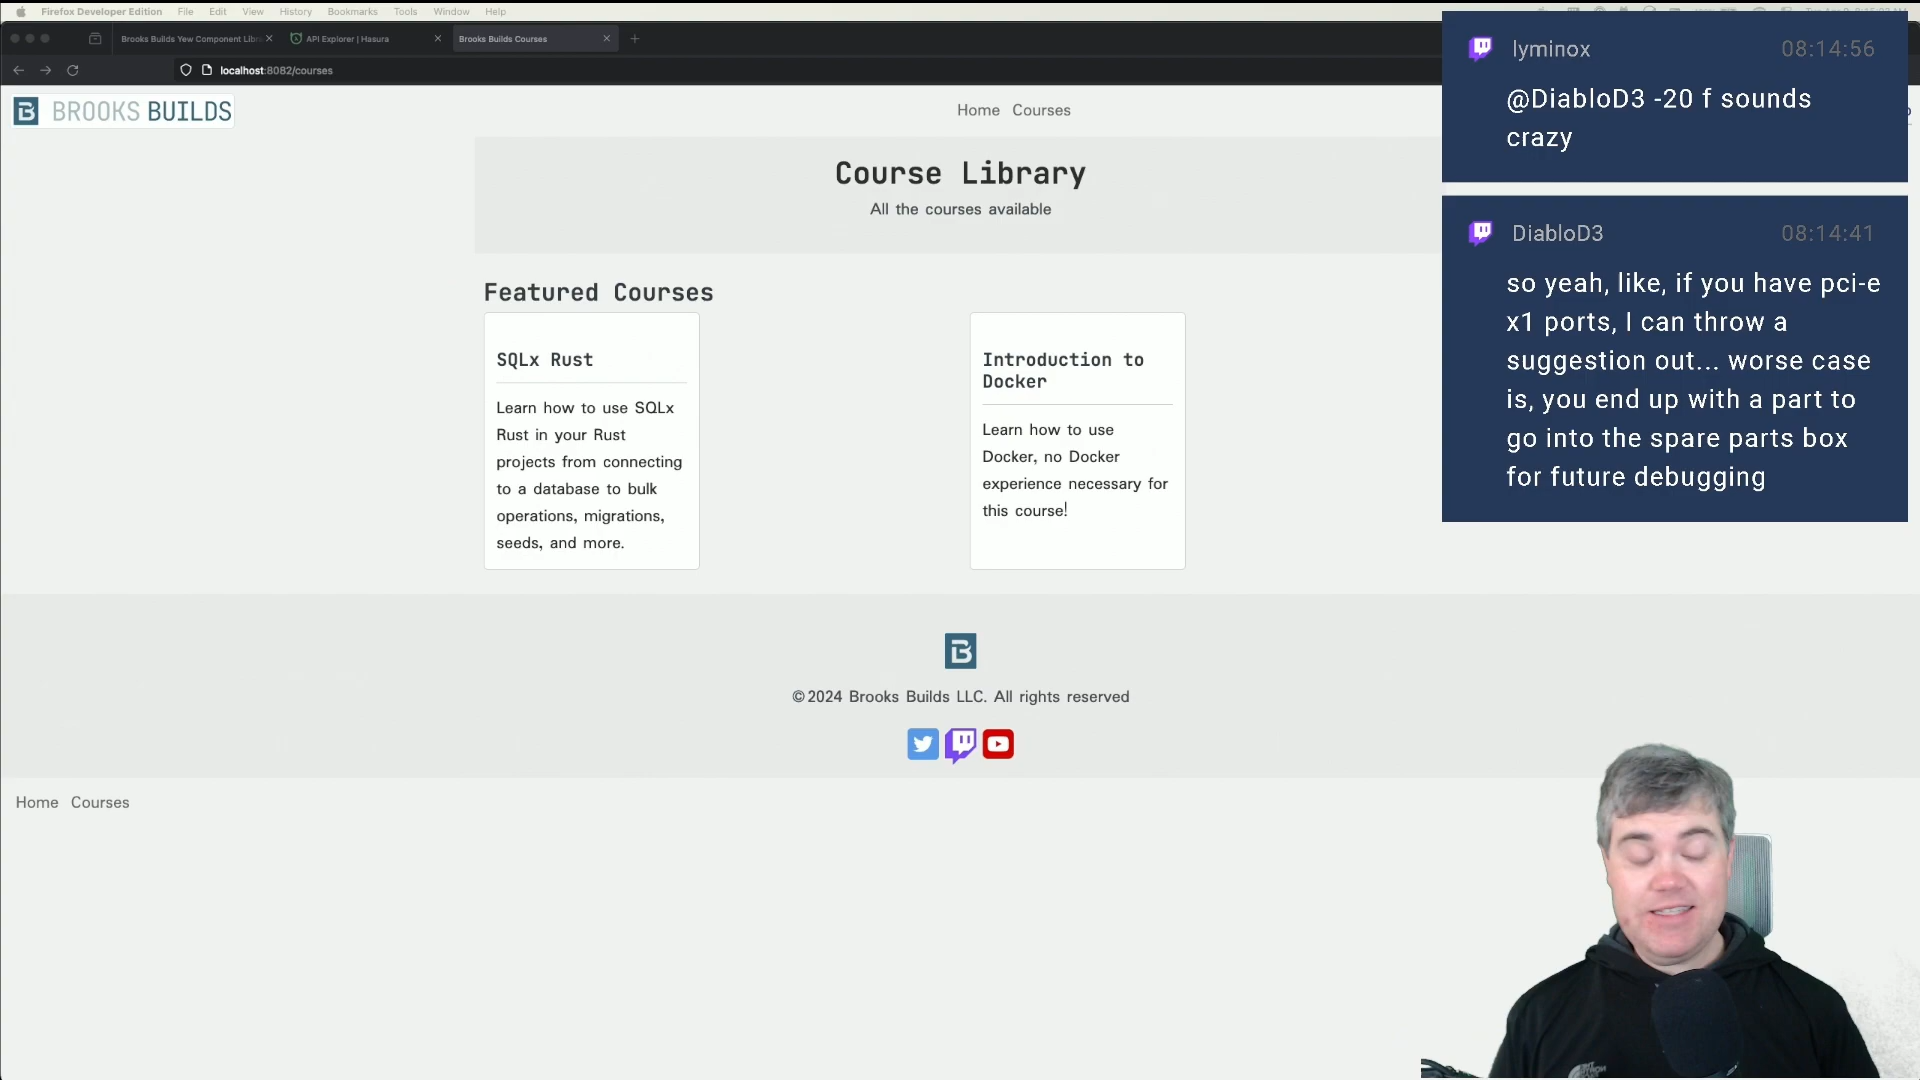 Firefox Developer Edition File Edit View History Bookmarks Tools Window Help
Brooks Builds Yew Component Libr
API Explorer | Hasura
Brooks Builds Courses
localhost:8082/courses
BROOKS BUILDS
Home Courses
Course Library
All the courses available
Featured Courses
SQLx Rust
Learn how to use SQLx
Rust in your Rust
projects from connecting
to a database to bulk
operations, migrations,
seeds, and more.
Introduction to
Docker
Learn how to use
Docker, no Docker
experience necessary for
this course!
©2024 Brooks Builds LLC. All rights reserved
Home Courses
lyminox 08:14:56
@DiabloD3 -20 f sounds
crazy
DiabloD3 08:14:41
so yeah, like, if you have pci-e
x1 ports, I can throw a
suggestion out... worse case
is, you end up with a part to
go into the spare parts box
for future debugging